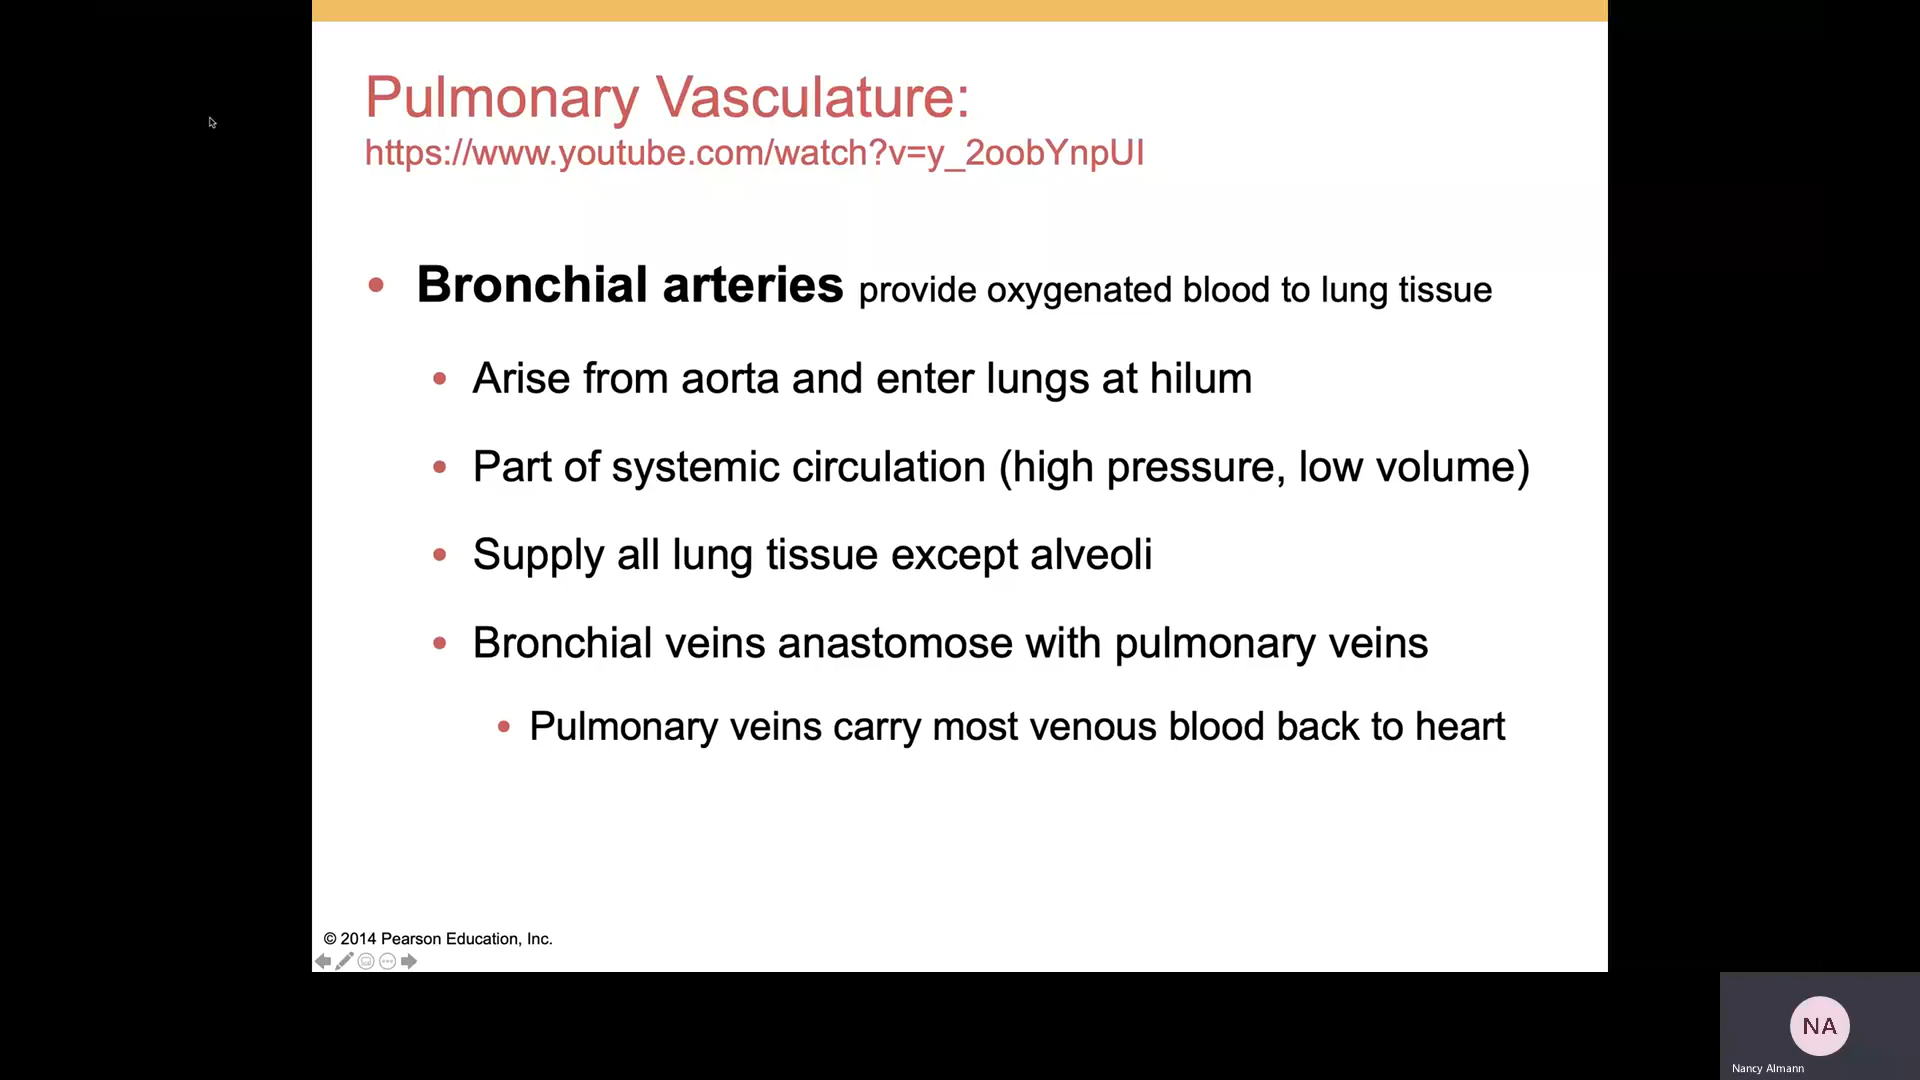 Pulmonary Vasculature:
https://www.youtube.com/watch?v=y_2oobYnpUI
• Bronchial arteries provide oxygenated blood to lung tissue
• Arise from aorta and enter lungs at hilum
• Part of systemic circulation (high pressure, low volume)
• Supply all lung tissue except alveoli
• Bronchial veins anastomose with pulmonary veins
• Pulmonary veins carry most venous blood back to heart
© 2014 Pearson Education, Inc.
NA
Nancy Almann